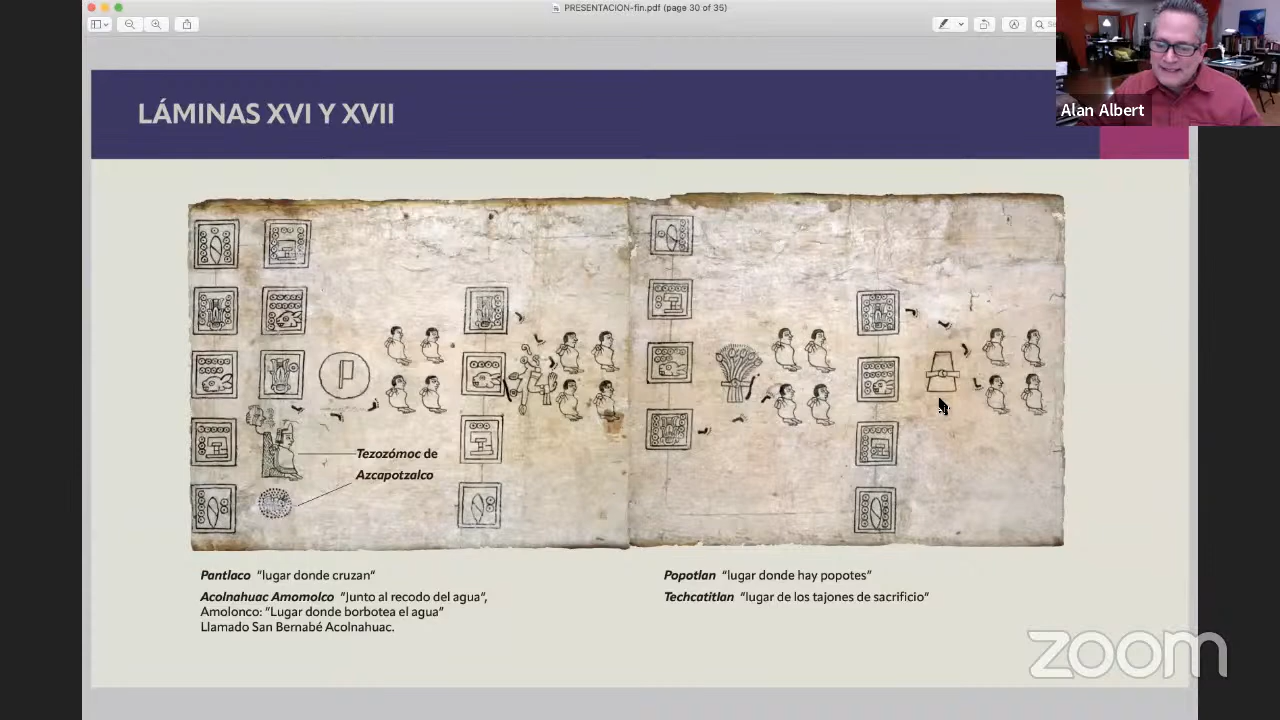 PRESENTACION-fin.pdf (page 30 of 35)
Alan Albert
LÁMINAS XVI Y XVII
Tezozómoc de
Azcapotzalco
Pantlaco “lugar donde cruzan“
Acolnahuac Amomolco “Junto al recodo del agua“,
Amolonco: “Lugar donde borbotea el agua”
Llamado San Bernabé Acolnahuac.
Popotlan “lugar donde hay popotes”
Techcatitlan “lugar de los tajones de sacrificio”
zoom